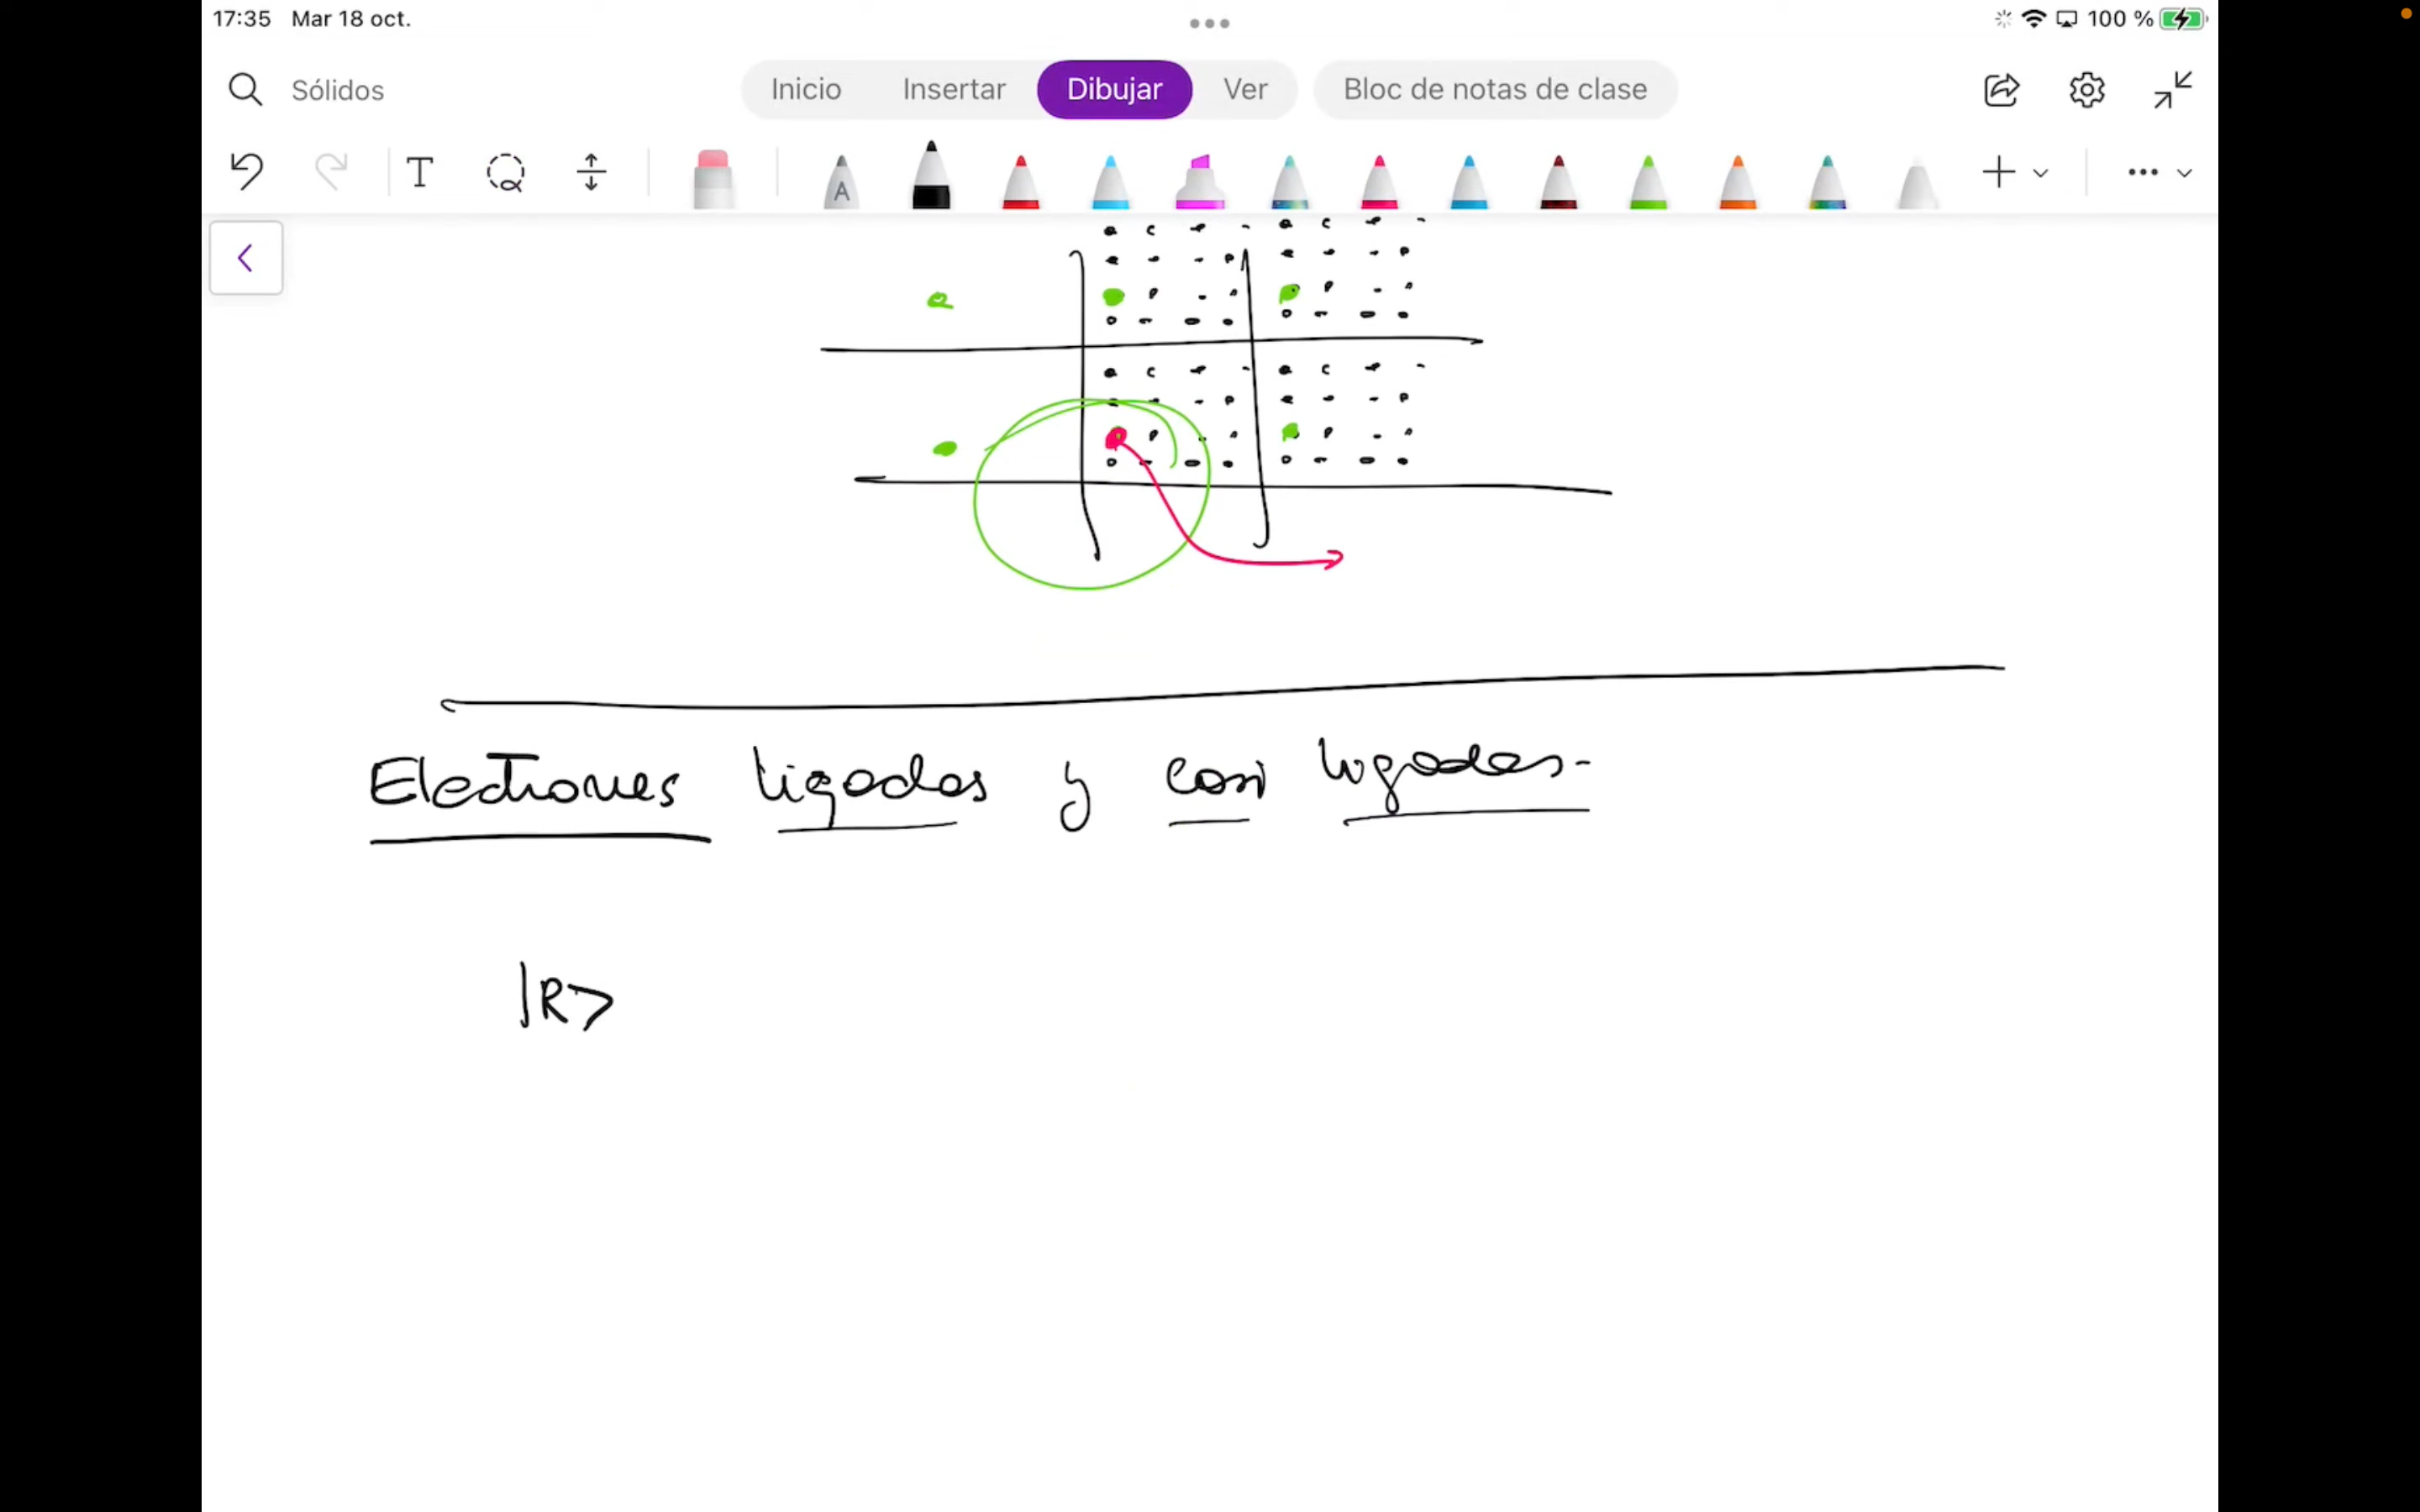 17:35 Mar 18 oct. 100 %
Sólidos Inicio Insertar Dibujar Ver Bloc de notas de clase
T A
Electrones ligados y casi ligados.
|R>